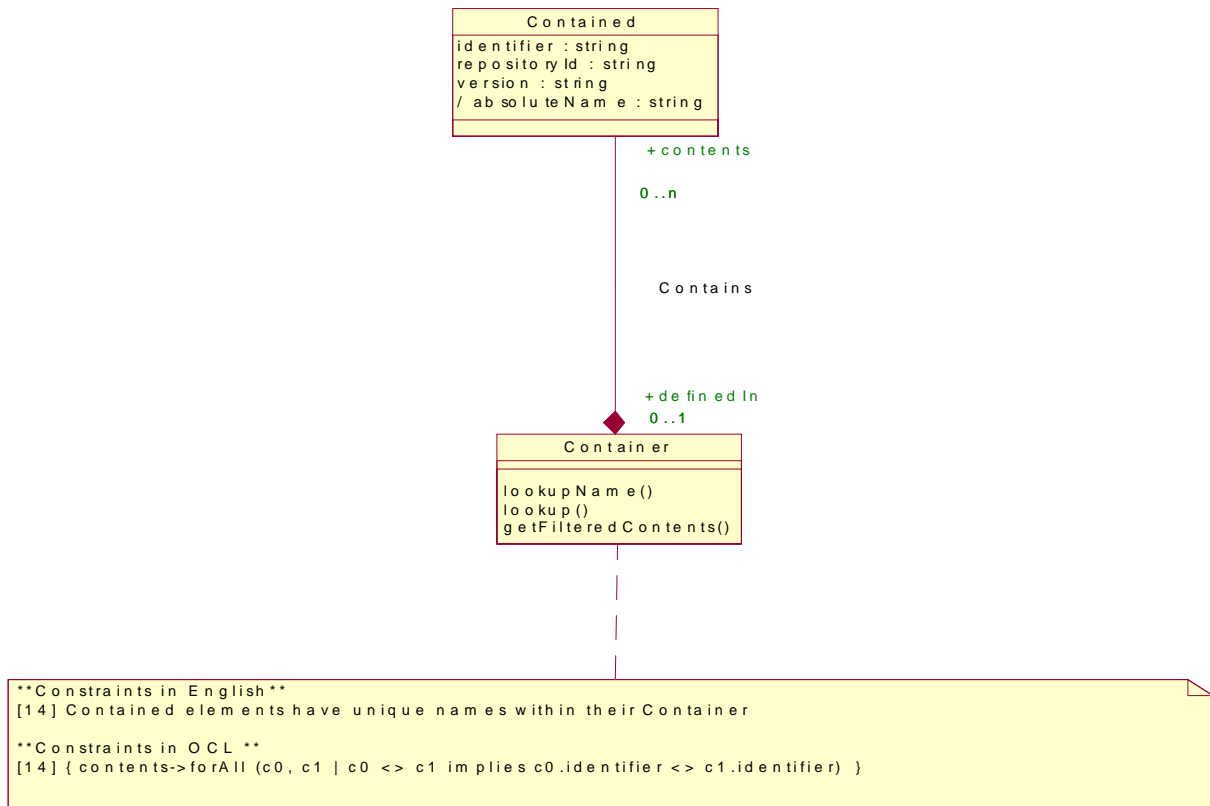 Contained
identifier : string
repositoryId : string
version : string
/ absoluteName : string
+contents
0..n
Contains
+definedIn
0..1
Container
lookupName()
lookup()
getFilteredContents()
**Constraints in English**
[14] Contained elements have unique names within their Container
**Constraints in OCL **
[14] { contents->forAll (c0, c1 | c0 <> c1 implies c0.identifier <> c1.identifier) }